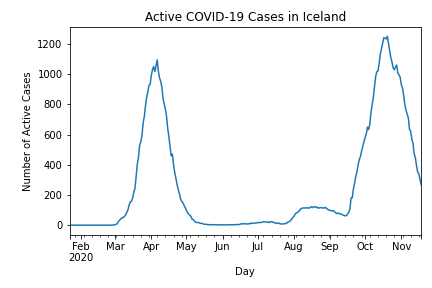 Active COVID-19 Cases in Iceland
Number of Active Cases
1200
1000
800
600
400
200
0
Feb Mar Apr May Jun Jul Aug Sep Oct Nov
2020
Day